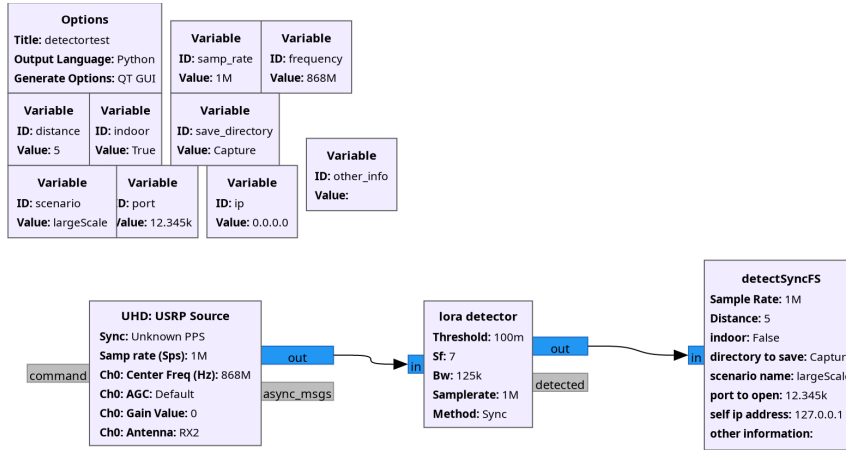 Options
Title: detectortest
Output Language: Python
Generate Options: QT GUI
Variable
ID: samp_rate
Value: 1M
Variable
ID: frequency
Value: 868M
Variable
ID: distance
Value: 5
Variable
ID: indoor
Value: True
Variable
ID: save_directory
Value: Capture
Variable
ID: other_info
Value:
Variable
ID: scenario
Value: largeScale
Variable
D: port
Value: 12.345k
Variable
ID: ip
Value: 0.0.0.0
UHD: USRP Source
Sync: Unknown PPS
Samp rate (Sps): 1M
Ch0: Center Freq (Hz): 868M
Ch0: AGC: Default
Ch0: Gain Value: 0
Ch0: Antenna: RX2
command
out
async_msgs
lora detector
Threshold: 100m
Sf: 7
Bw: 125k
Samplerate: 1M
Method: Sync
in
out
detected
detectSyncFS
Sample Rate: 1M
Distance: 5
indoor: False
directory to save: Captur
scenario name: largeScal
port to open: 12.345k
self ip address: 127.0.0.1
other information:
in